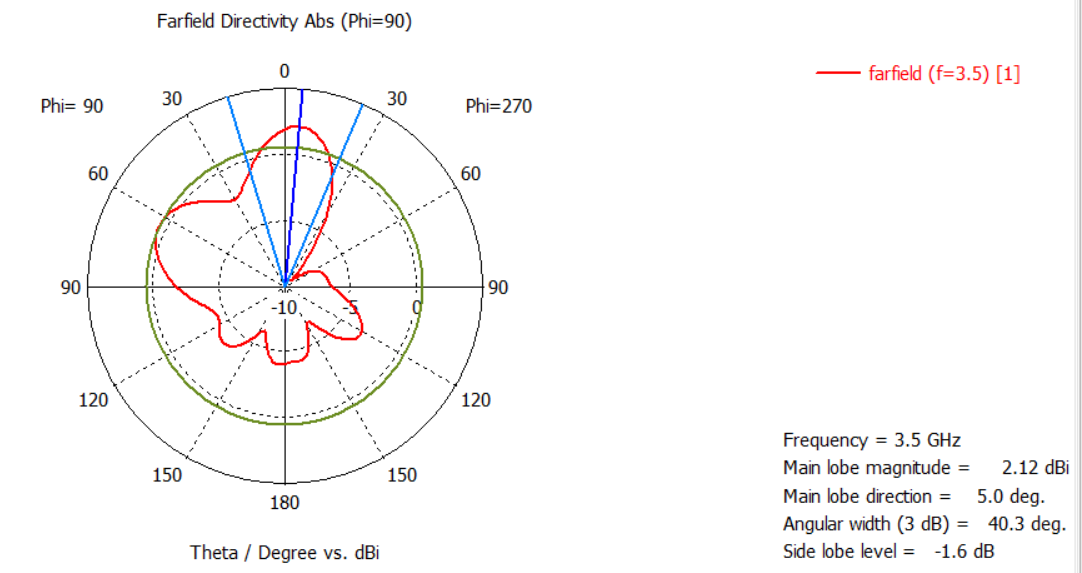 Farfield Directivity Abs (Phi=90)
farfield (f=3.5) [1]
0
Phi= 90
30
30
Phi=270
60
60
90
-10
-5
0
90
120
120
150
150
180
Theta / Degree vs. dBi
Frequency = 3.5 GHz
Main lobe magnitude = 2.12 dBi
Main lobe direction = 5.0 deg.
Angular width (3 dB) = 40.3 deg.
Side lobe level = -1.6 dB